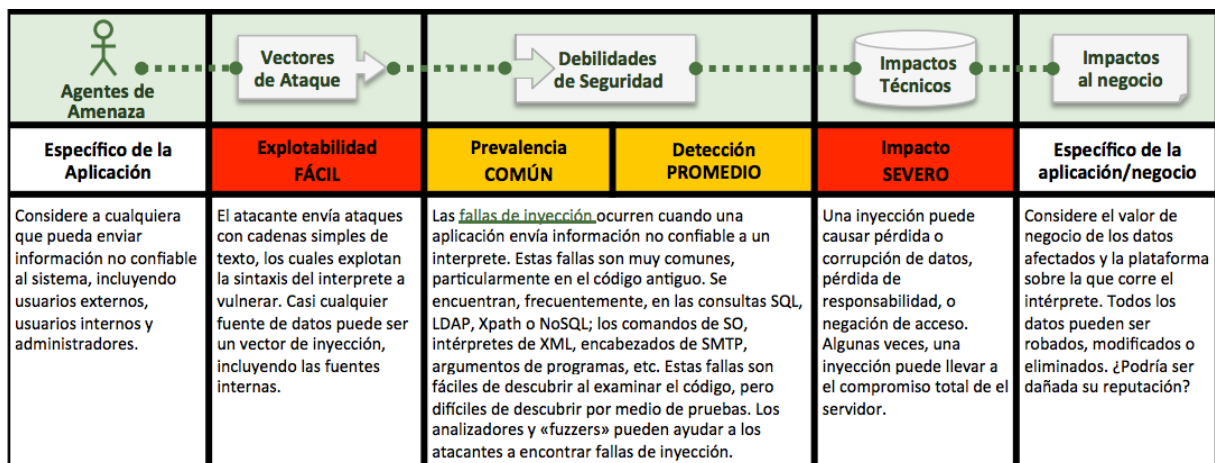 Agentes de
Amenaza
Vectores
de Ataque
Debilidades
de Seguridad
Impactos
Técnicos
Impactos
al negocio
Específico de la
Aplicación
Explotabilidad
FÁCIL
Prevalencia
COMÚN
Detección
PROMEDIO
Impacto
SEVERO
Específico de la
aplicación/negocio
Considere a cualquiera
que pueda enviar
información no confiable
al sistema, incluyendo
usuarios externos,
usuarios internos y
administradores.
El atacante envía ataques
con cadenas simples de
texto, los cuales explotan
la sintaxis del interprete a
vulnerar. Casi cualquier
fuente de datos puede ser
un vector de inyección,
incluyendo las fuentes
internas.
Las fallas de inyección ocurren cuando una
aplicación envía información no confiable a un
interprete. Estas fallas son muy comunes,
particularmente en el código antiguo. Se
encuentran, frecuentemente, en las consultas SQL,
LDAP, Xpath o NoSQL; los comandos de SO,
intérpretes de XML, encabezados de SMTP,
argumentos de programas, etc. Estas fallas son
fáciles de descubrir al examinar el código, pero
difíciles de descubrir por medio de pruebas. Los
analizadores y «fuzzers» pueden ayudar a los
atacantes a encontrar fallas de inyección.
Una inyección puede
causar pérdida o
corrupción de datos,
pérdida de
responsabilidad, o
negación de acceso.
Algunas veces, una
inyección puede llevar a
el compromiso total de el
servidor.
Considere el valor de
negocio de los datos
afectados y la plataforma
sobre la que corre el
intérprete. Todos los
datos pueden ser
robados, modificados o
eliminados. ¿Podría ser
dañada su reputación?